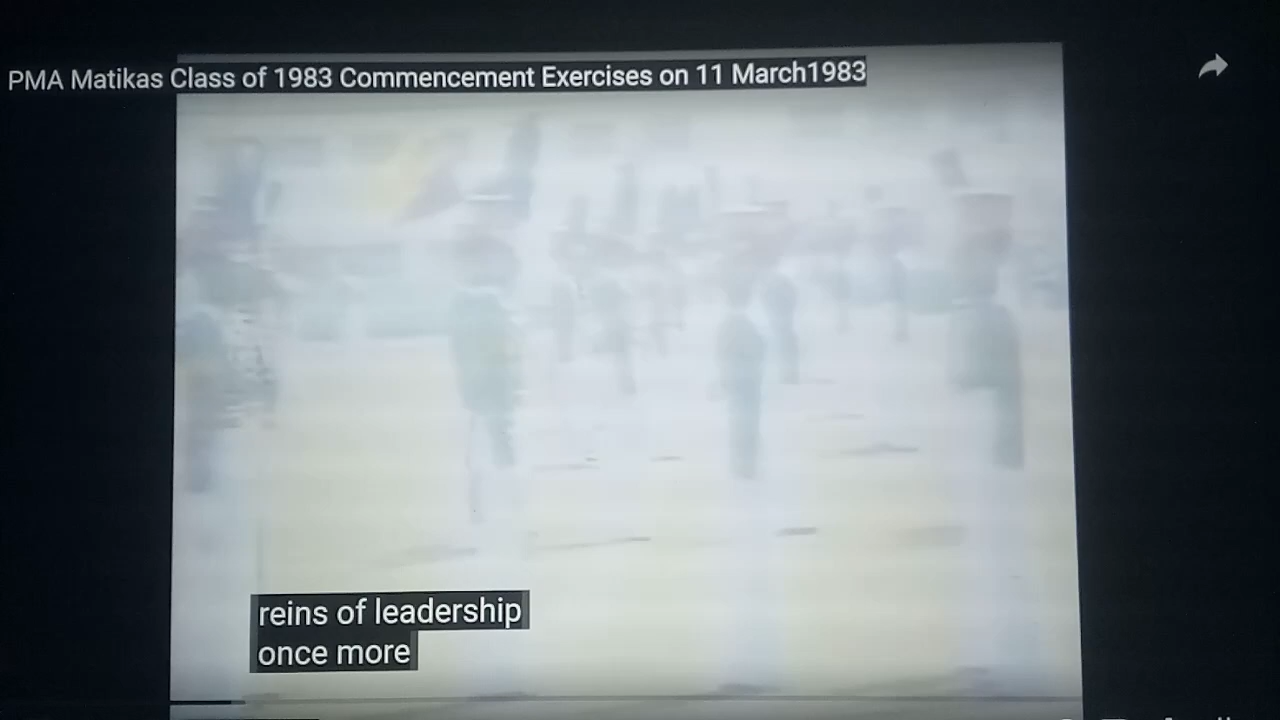 PMA Matikas Class of 1983 Commencement Exercises on 11 March1983
reins of leadership
once more